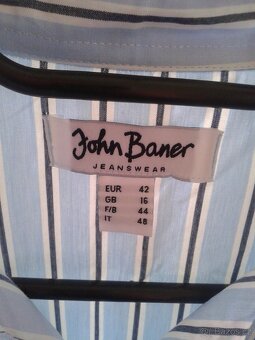 John Baner
JEANSWEAR
EUR 42
GB 16
F/B 44
IT 48